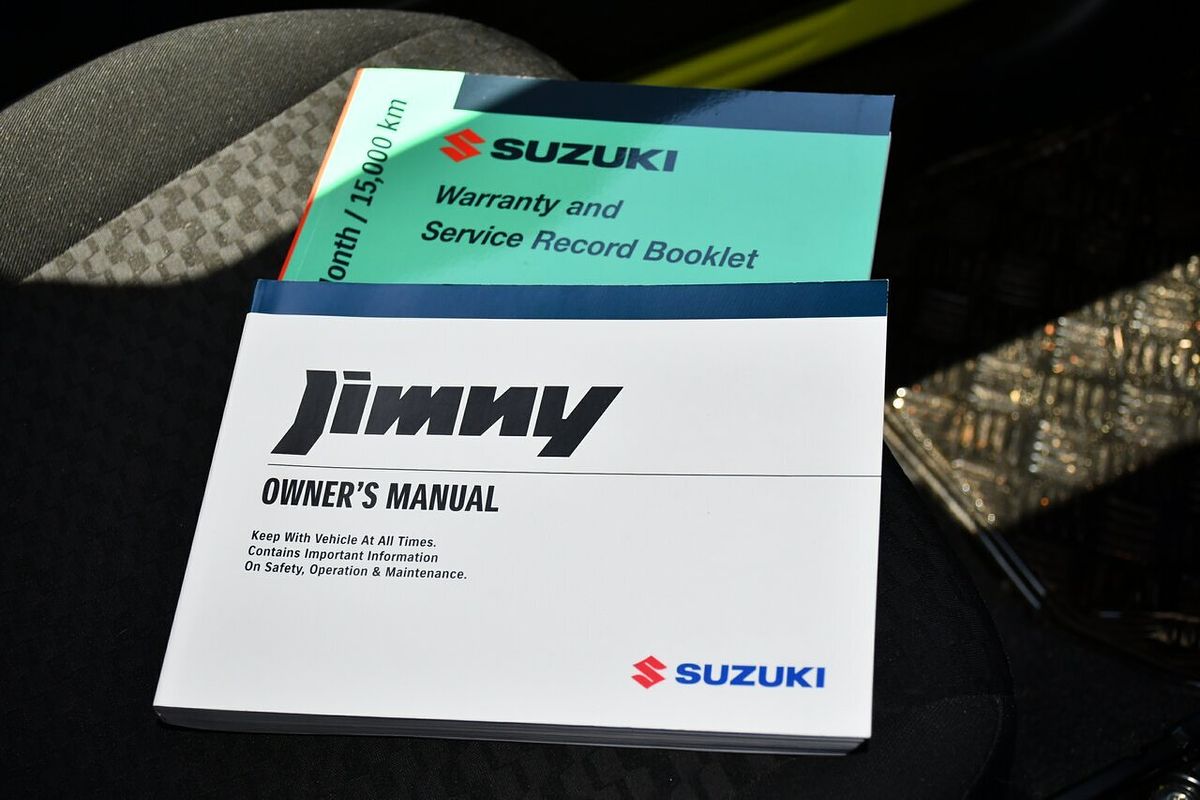 SUZUKI
Warranty and
Service Record Booklet
/ 15,000 km
Jimny
OWNER'S MANUAL
Keep With Vehicle At All Times.
Contains Important Information
On Safety, Operation & Maintenance.
SUZUKI